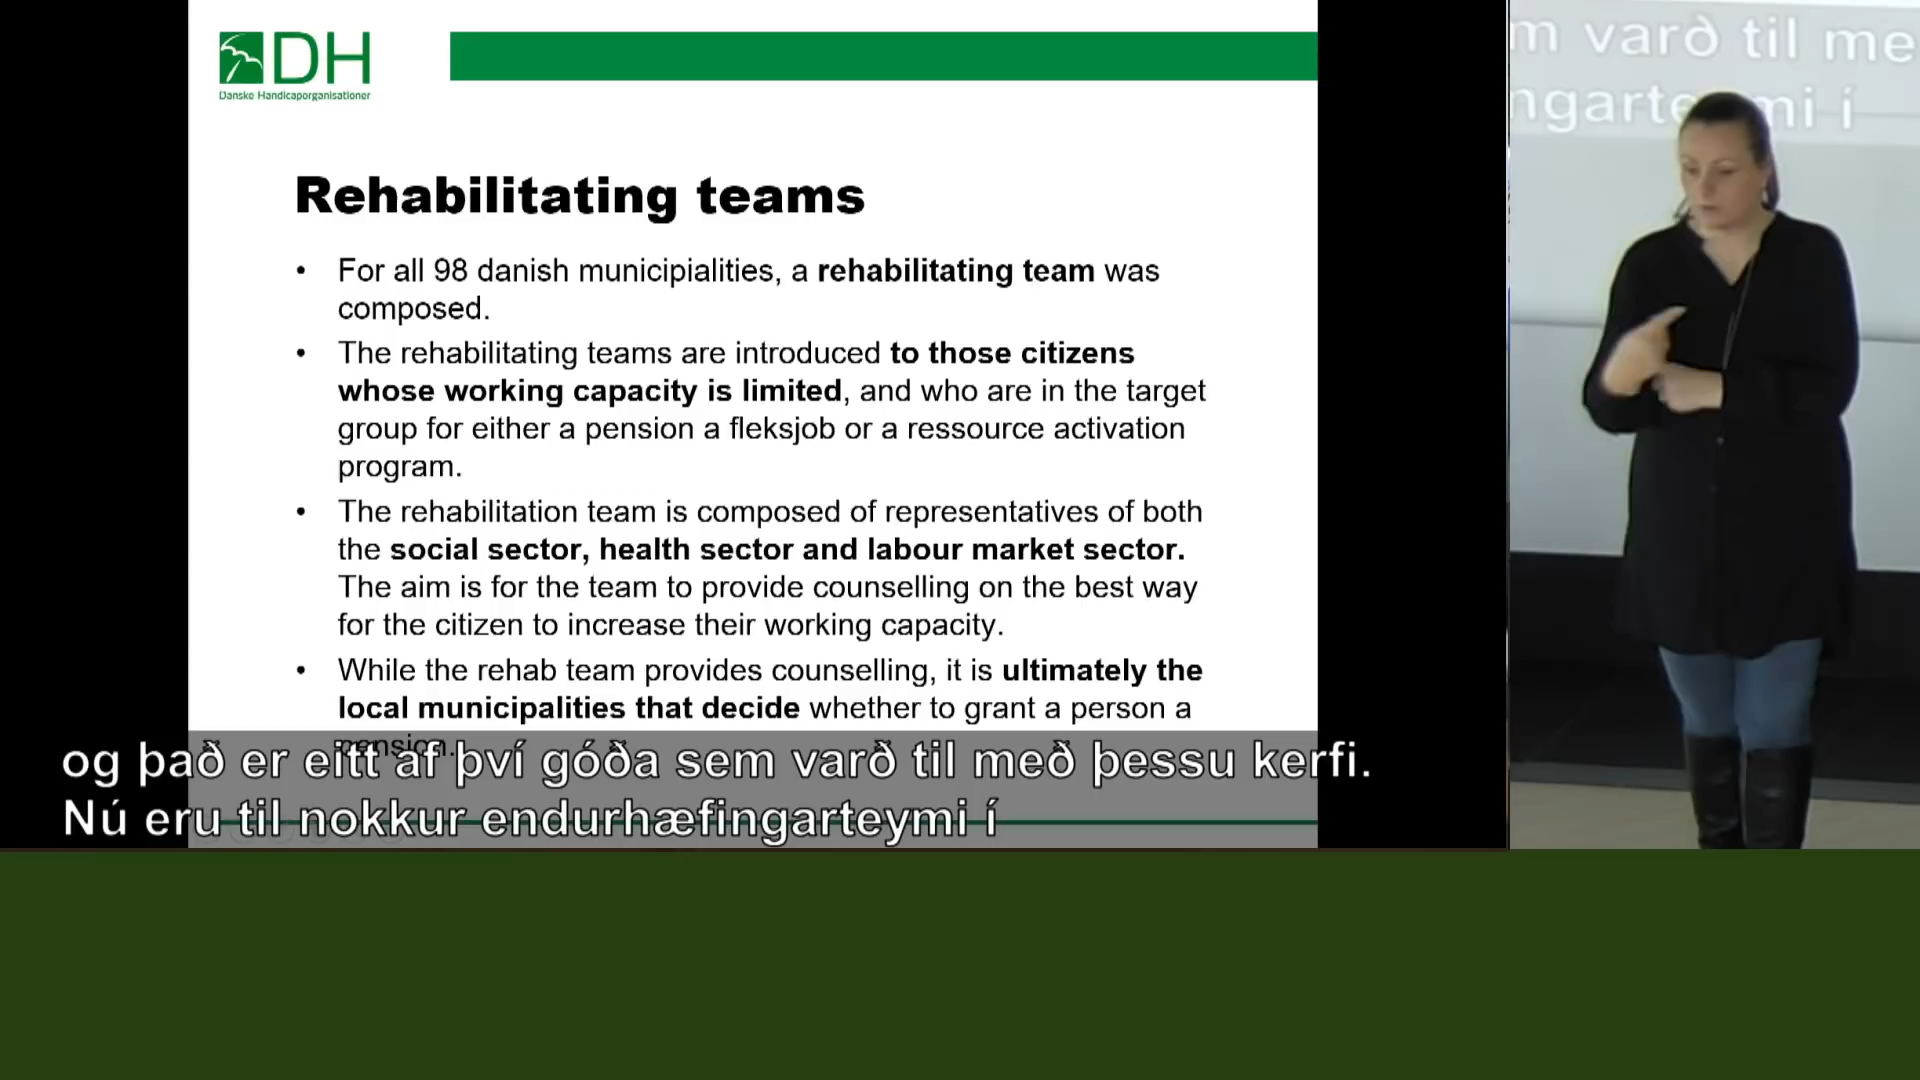 DH
Danske Handicaporganisationer
Rehabilitating teams
• For all 98 danish municipialities, a rehabilitating team was
composed.
• The rehabilitating teams are introduced to those citizens
whose working capacity is limited, and who are in the target
group for either a pension a fleksjob or a ressource activation
program.
• The rehabilitation team is composed of representatives of both
the social sector, health sector and labour market sector.
The aim is for the team to provide counselling on the best way
for the citizen to increase their working capacity.
• While the rehab team provides counselling, it is ultimately the
local municipalities that decide whether to grant a person a
pension.
og það er eitt af því góða sem varð til með þessu kerfi.
Nú eru til nokkur endurhæfingarteymi í
m varð til me
ngarteymi í